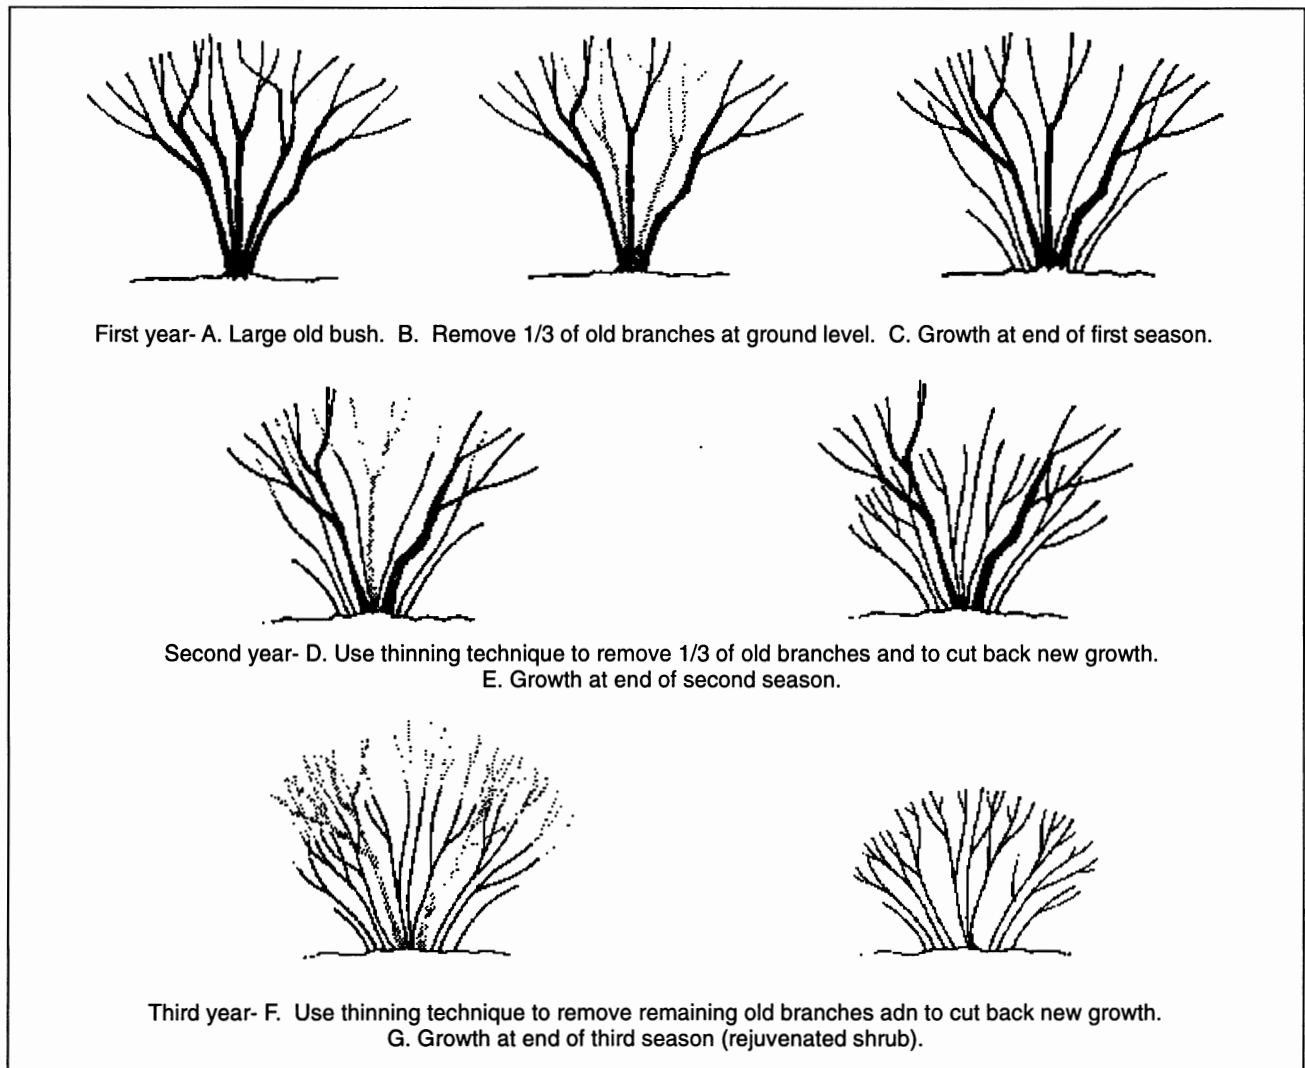 First year- A. Large old bush.  B.  Remove 1/3 of old branches at ground level.  C. Growth at end of first season.
Second year- D. Use thinning technique to remove 1/3 of old branches and to cut back new growth.
E. Growth at end of second season.
Third year- F.  Use thinning technique to remove remaining old branches adn to cut back new growth.
G. Growth at end of third season (rejuvenated shrub).